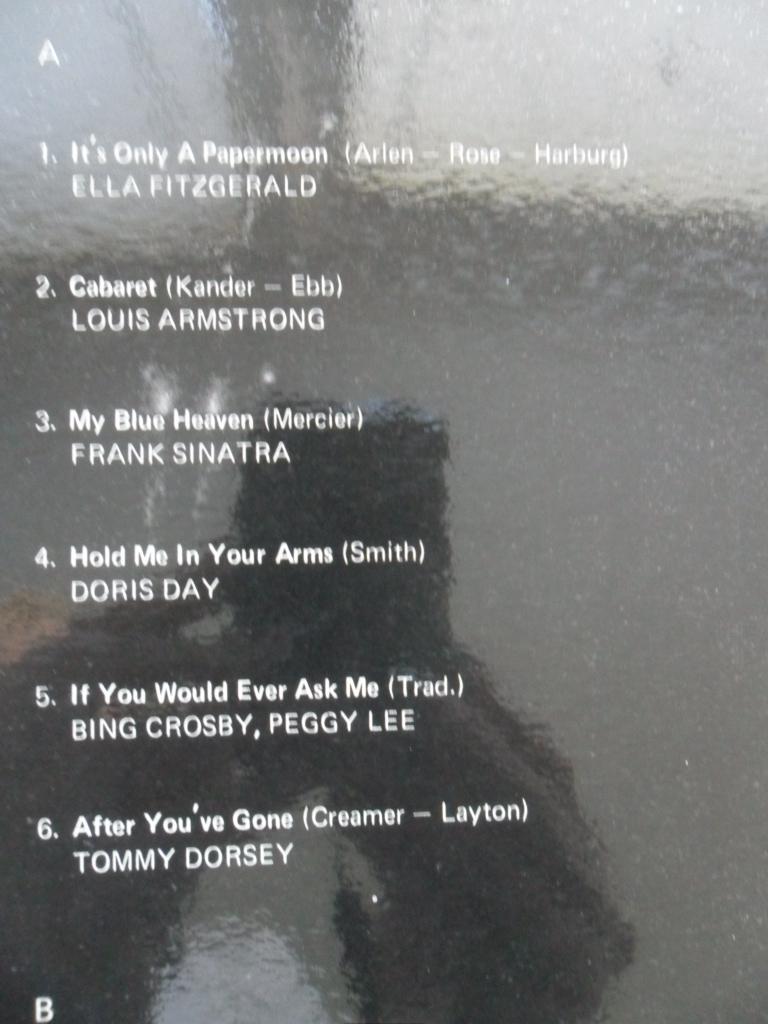 A
1. It's Only A Papermoon (Arlen – Rose – Harburg)
ELLA FITZGERALD
2. Cabaret (Kander – Ebb)
LOUIS ARMSTRONG
3. My Blue Heaven (Mercier)
FRANK SINATRA
4. Hold Me In Your Arms (Smith)
DORIS DAY
5. If You Would Ever Ask Me (Trad.)
BING CROSBY, PEGGY LEE
6. After You've Gone (Creamer – Layton)
TOMMY DORSEY
B